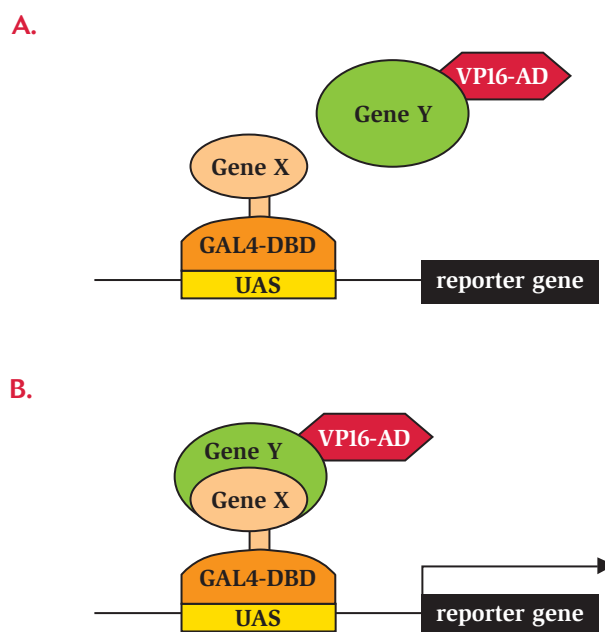 A.
VP16-AD
Gene Y
Gene X
GAL4-DBD
UAS
reporter gene
B.
VP16-AD
Gene Y
Gene X
GAL4-DBD
UAS
reporter gene